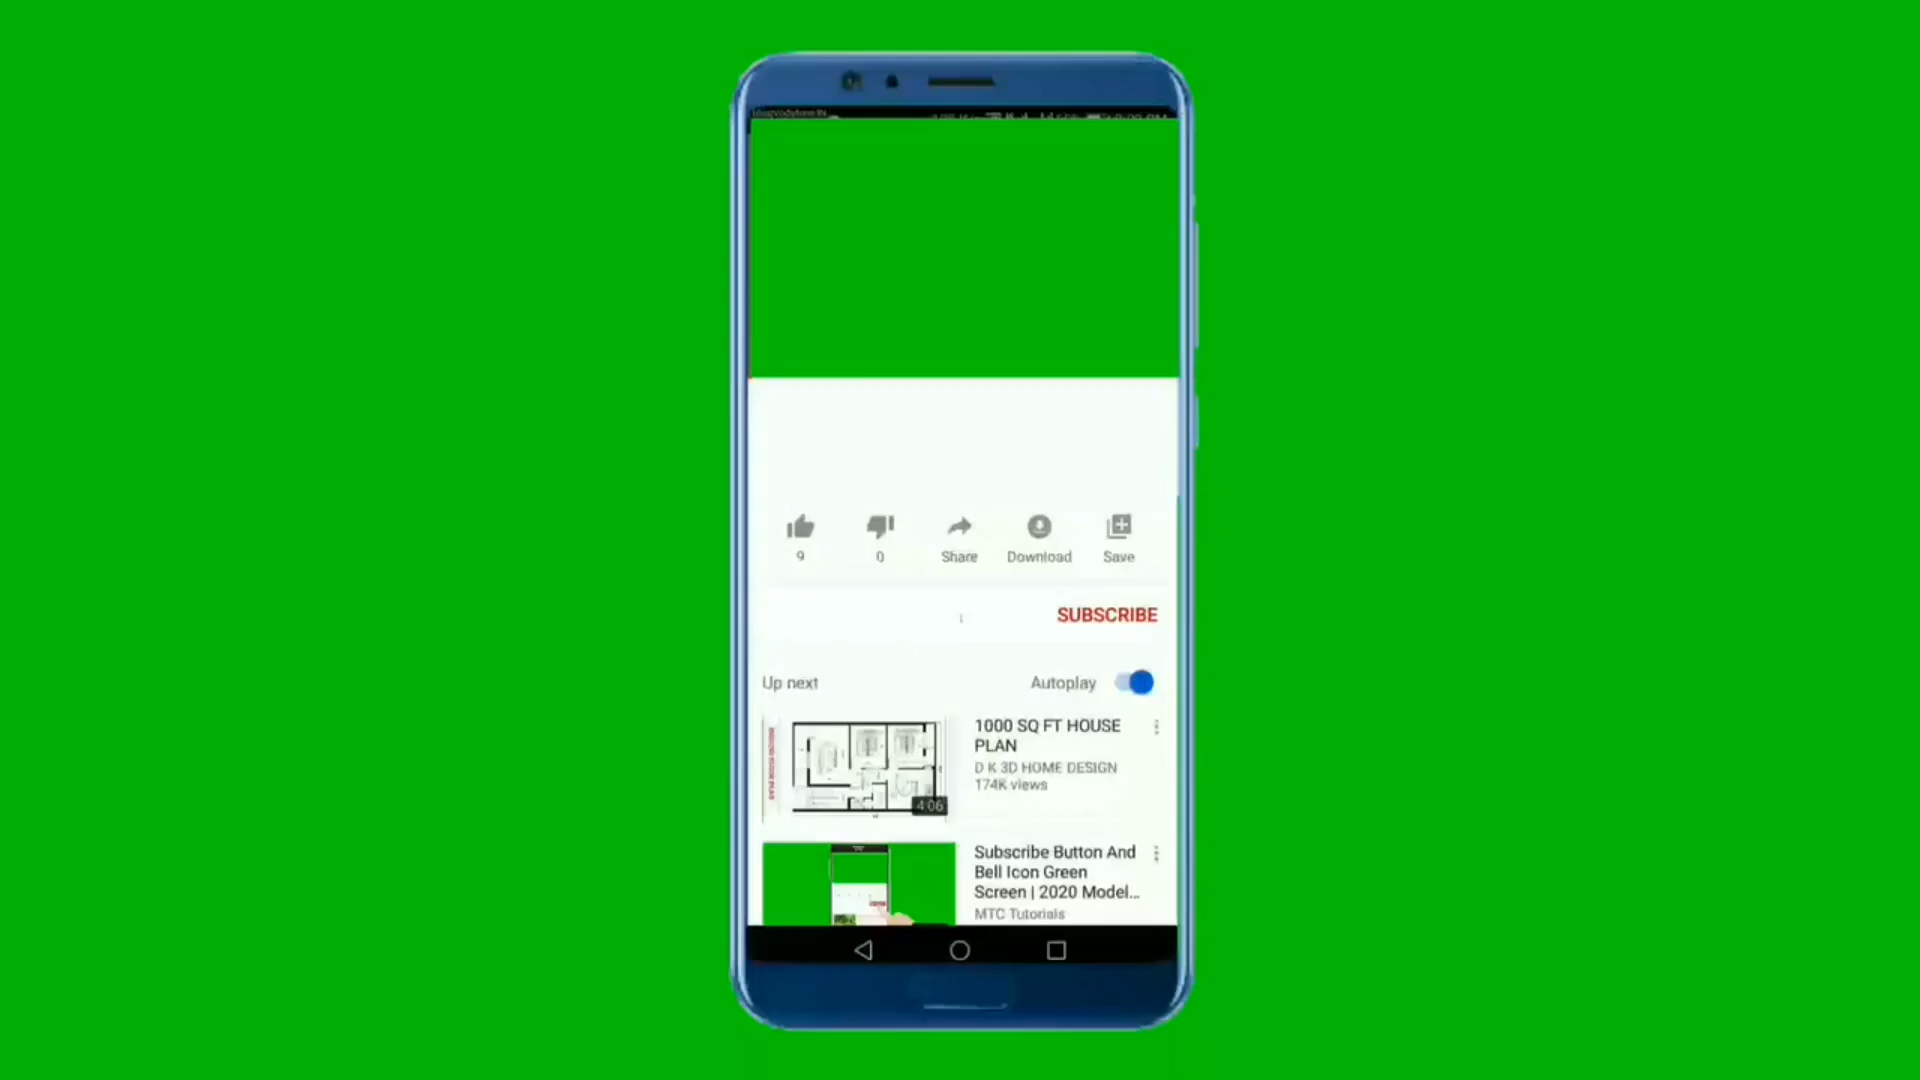 9
0
Share
Download
Save
SUBSCRIBE
Up next
Autoplay
1000 SQ FT HOUSE
PLAN
D K 3D HOME DESIGN
174K views
4:06
Subscribe Button And
Bell Icon Green
Screen | 2020 Model...
MTC Tutorials